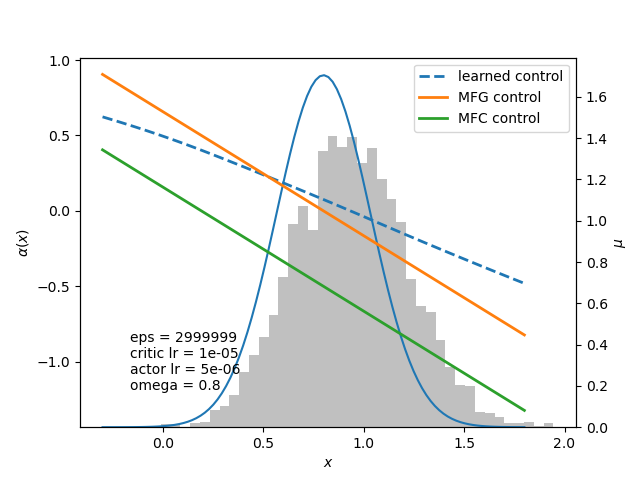 learned control
MFG control
MFC control
1.0
0.5
0.0
−0.5
−1.0
α(x)
eps = 2999999
critic lr = 1e-05
actor lr = 5e-06
omega = 0.8
1.6
1.4
1.2
1.0
0.8
0.6
0.4
0.2
0.0
μ
0.0 0.5 1.0 1.5 2.0
x